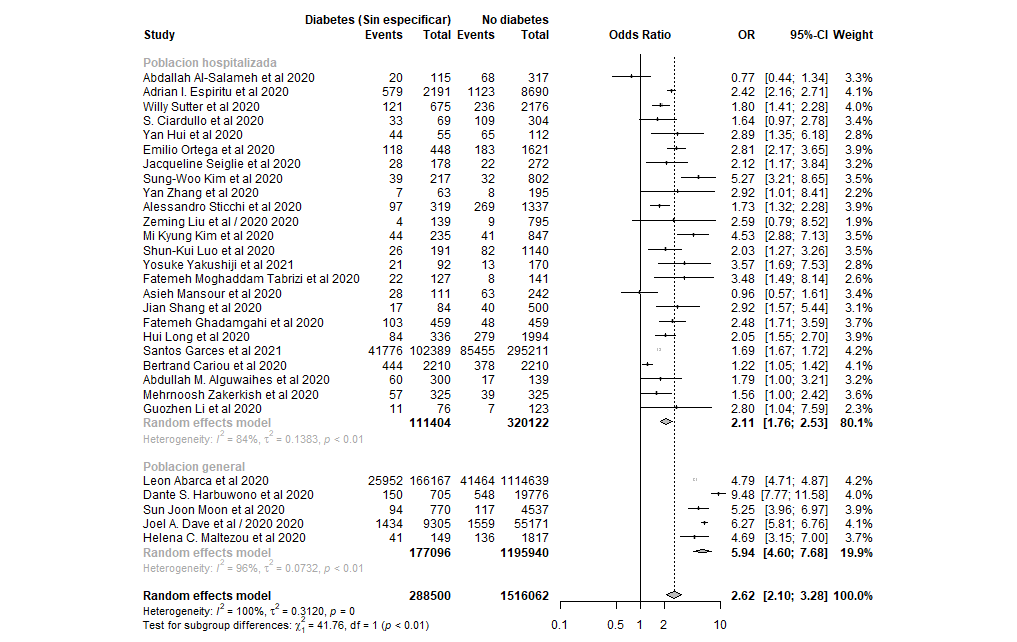 Diabetes (Sin especificar) No diabetes
Study Events Total Events Total Odds Ratio OR 95%-CI Weight
Poblacion hospitalizada
Abdallah Al-Salameh et al 2020 20 115 68 317 0.77 [0.44; 1.34] 3.3%
Adrian I. Espiritu et al 2020 579 2191 1123 8690 2.42 [2.16; 2.71] 4.1%
Willy Sutter et al 2020 121 675 236 2176 1.80 [1.41; 2.28] 4.0%
S. Ciardullo et al 2020 33 69 109 304 1.64 [0.97; 2.78] 3.4%
Yan Hui et al 2020 44 55 65 112 2.89 [1.35; 6.18] 2.8%
Emilio Ortega et al 2020 118 448 183 1621 2.81 [2.17; 3.65] 3.9%
Jacqueline Seiglie et al 2020 28 178 22 272 2.12 [1.17; 3.84] 3.2%
Sung-Woo Kim et al 2020 39 217 32 802 5.27 [3.21; 8.65] 3.5%
Yan Zhang et al 2020 7 63 8 195 2.92 [1.01; 8.41] 2.2%
Alessandro Sticchi et al 2020 97 319 269 1337 1.73 [1.32; 2.28] 3.9%
Zeming Liu et al / 2020 2020 4 139 9 795 2.59 [0.79; 8.52] 1.9%
Mi Kyung Kim et al 2020 44 235 41 847 4.53 [2.88; 7.13] 3.5%
Shun-Kui Luo et al 2020 26 191 82 1140 2.03 [1.27; 3.26] 3.5%
Yosuke Yakushiji et al 2021 21 92 13 170 3.57 [1.69; 7.53] 2.8%
Fatemeh Moghaddam Tabrizi et al 2020 22 127 8 141 3.48 [1.49; 8.14] 2.6%
Asieh Mansour et al 2020 28 111 63 242 0.96 [0.57; 1.61] 3.4%
Jian Shang et al 2020 17 84 40 500 2.92 [1.57; 5.44] 3.1%
Fatemeh Ghadamgahi et al 2020 103 459 48 459 2.48 [1.71; 3.59] 3.7%
Hui Long et al 2020 84 336 279 1994 2.05 [1.55; 2.70] 3.9%
Santos Garces et al 2021 41776 102389 85455 295211 1.69 [1.67; 1.72] 4.2%
Bertrand Cariou et al 2020 444 2210 378 2210 1.22 [1.05; 1.42] 4.1%
Abdullah M. Alguwaihes et al 2020 60 300 17 139 1.79 [1.00; 3.21] 3.2%
Mehrnoosh Zakerkish et al 2020 57 325 39 325 1.56 [1.00; 2.42] 3.6%
Guozhen Li et al 2020 11 76 7 123 2.80 [1.04; 7.59] 2.3%
Random effects model 111404 320122 2.11 [1.76; 2.53] 80.1%
Heterogeneity: I² = 84%, τ² = 0.1383, p < 0.01
Poblacion general
Leon Abarca et al 2020 25952 166167 41464 1114639 4.79 [4.71; 4.87] 4.2%
Dante S. Harbuwono et al 2020 150 705 548 19776 9.48 [7.77; 11.58] 4.0%
Sun Joon Moon et al 2020 94 770 117 4537 5.25 [3.96; 6.97] 3.9%
Joel A. Dave et al / 2020 2020 1434 9305 1559 55171 6.27 [5.81; 6.76] 4.1%
Helena C. Maltezou et al 2020 41 149 136 1817 4.69 [3.15; 7.00] 3.7%
Random effects model 177096 1195940 5.94 [4.60; 7.68] 19.9%
Heterogeneity: I² = 96%, τ² = 0.0732, p < 0.01
Random effects model 288500 1516062 2.62 [2.10; 3.28] 100.0%
Heterogeneity: I² = 100%, τ² = 0.3120, p = 0
Test for subgroup differences: χ₁² = 41.76, df = 1 (p < 0.01)
0.1 0.5 1 2 10